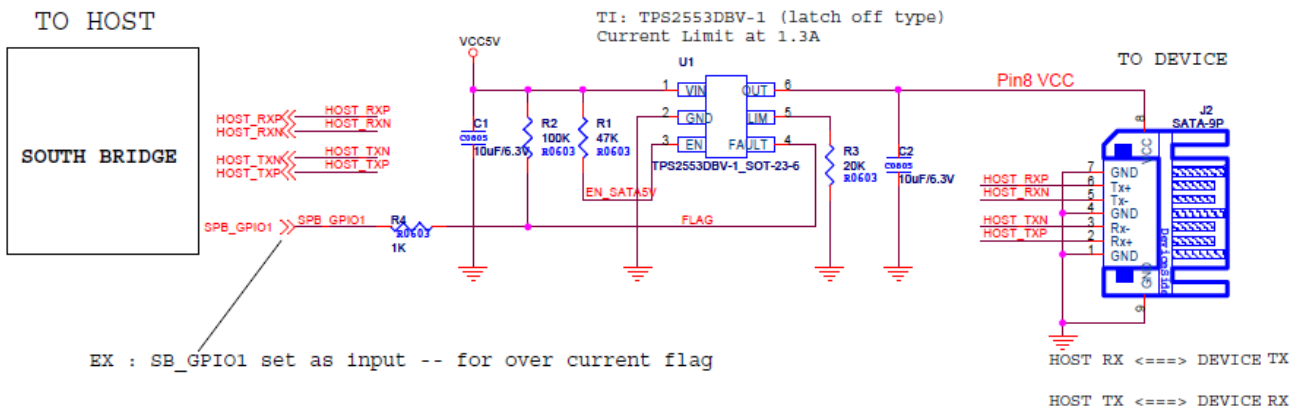 TO HOST
SOUTH BRIDGE
HOST_RXP HOST_RXP
HOST_RXN HOST_RXN
HOST_TXN HOST_TXN
HOST_TXP HOST_TXP
SPB_GPIO1 SPB_GPIO1
R4
R0603
1K
EX : SB_GPIO1 set as input -- for over current flag
VCC5V
C1
C0805
10uF/6.3V
R2
100K
R0603
R1
47K
R0603
EN_SATA5V
FLAG
TI: TPS2553DBV-1 (latch off type)
Current Limit at 1.3A
U1
1 VIN OUT 6
2 GND LIM 5
3 EN FAULT 4
TPS2553DBV-1_SOT-23-6
R3
20K
R0603
C2
C0805
10uF/6.3V
Pin8 VCC
TO DEVICE
J2
SATA-9P
8
VCC
7 GND
HOST_RXP 6 Tx+
HOST_RXN 5 Tx-
4 GND
HOST_TXN 3 Rx-
HOST_TXP 2 Rx+
1 GND
Device Side
GND
9
HOST RX <===> DEVICE TX
HOST TX <===> DEVICE RX